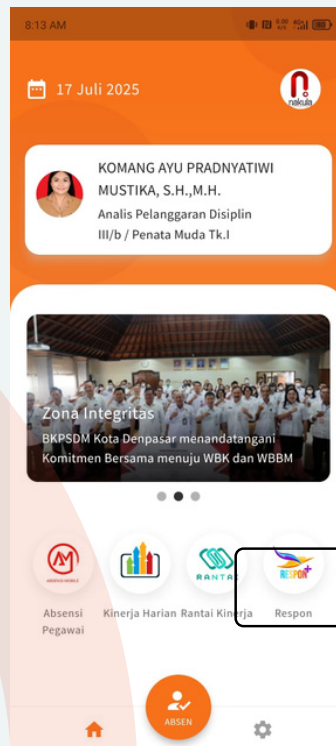 8:13 AM
17 Juli 2025
nakula
KOMANG AYU PRADNYATIWI
MUSTIKA, S.H.,M.H.
Analis Pelanggaran Disiplin
III/b / Penata Muda Tk.I
Zona Integritas
BKPSDM Kota Denpasar menandatangani
Komitmen Bersama menuju WBK dan WBBM
RANTAI
RESPON+
Absensi Pegawai
Kinerja Harian
Rantai Kinerja
Respon
ABSEN